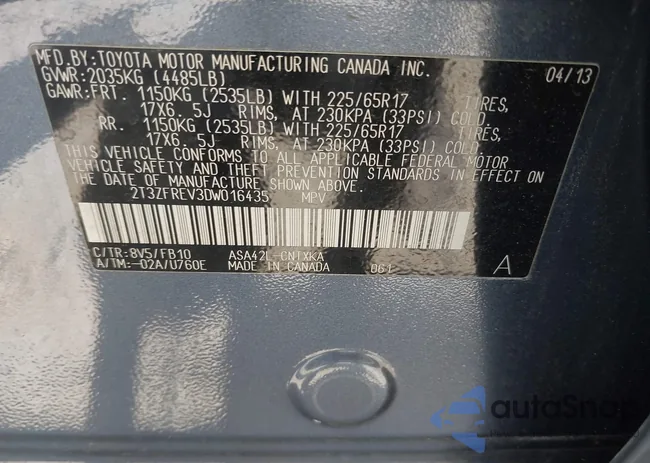 MFD.BY:TOYOTA MOTOR MANUFACTURING CANADA INC.
GVWR:2035KG (4485LB) 04/13
GAWR:FRT. 1150KG (2535LB) WITH 225/65R17 TIRES,
17X6.5J RIMS, AT 230KPA (33PSI) COLD.
RR. 1150KG (2535LB) WITH 225/65R17 TIRES,
17X6.5J RIMS, AT 230KPA (33PSI) COLD.
THIS VEHICLE CONFORMS TO ALL APPLICABLE FEDERAL MOTOR
VEHICLE SAFETY AND THEFT PREVENTION STANDARDS IN EFFECT ON
THE DATE OF MANUFACTURE SHOWN ABOVE.
2T3ZFREV3DW016435 MPV
C/TR:8V5/FB10 ASA42L-CNTXKA
A/TM:-02A/U760E MADE IN CANADA 061 A
autoSnap